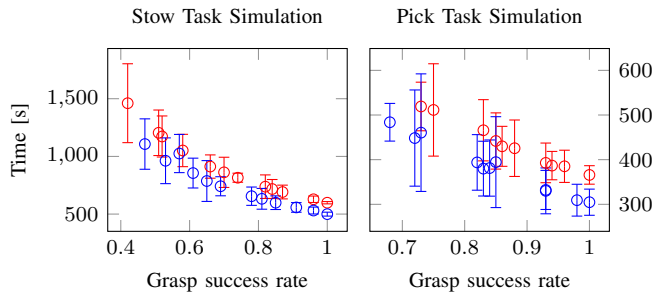 Stow Task Simulation
Pick Task Simulation
Time [s]
1,500
1,000
500
0.4 0.6 0.8 1
Grasp success rate
600
500
400
300
0.7 0.8 0.9 1
Grasp success rate